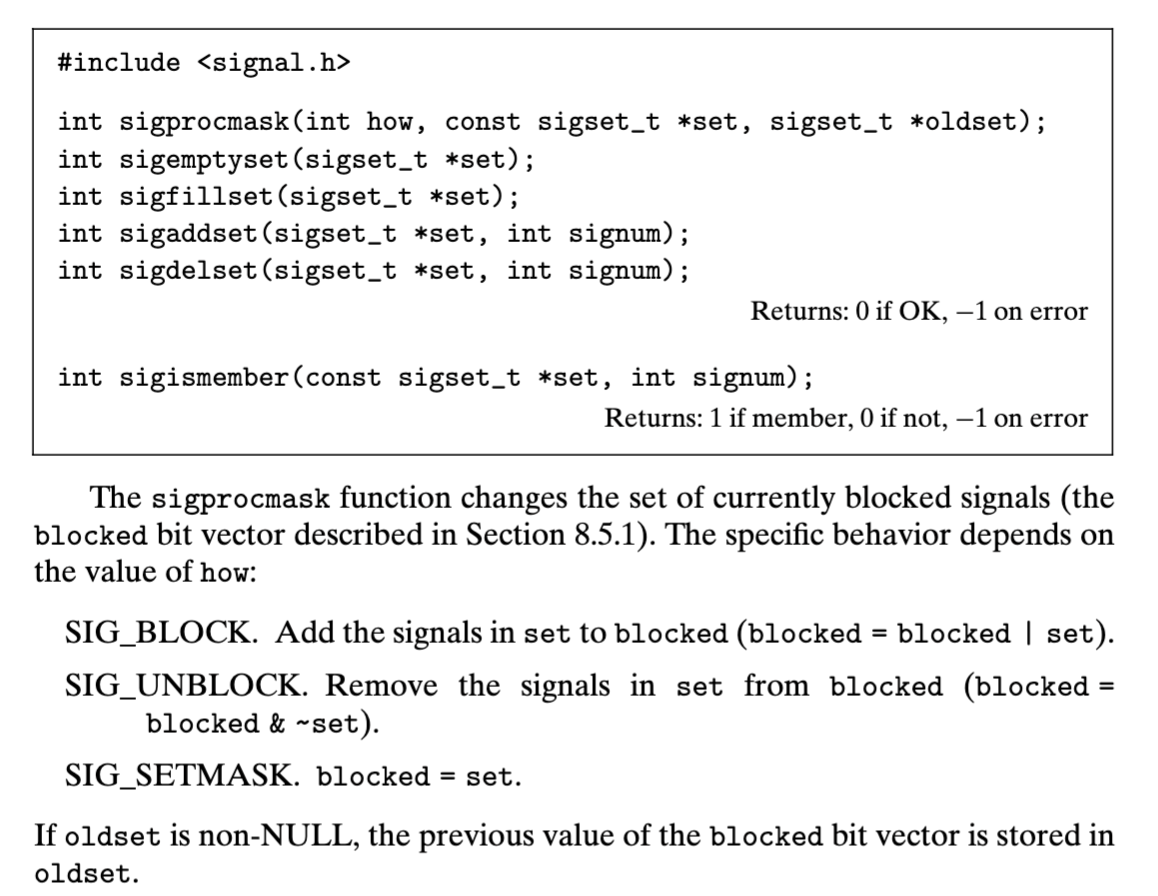 #include <signal.h>
int sigprocmask(int how, const sigset_t *set, sigset_t *oldset);
int sigemptyset(sigset_t *set);
int sigfillset(sigset_t *set);
int sigaddset(sigset_t *set, int signum);
int sigdelset(sigset_t *set, int signum);
Returns: 0 if OK, −1 on error
int sigismember(const sigset_t *set, int signum);
Returns: 1 if member, 0 if not, −1 on error
The sigprocmask function changes the set of currently blocked signals (the
blocked bit vector described in Section 8.5.1). The specific behavior depends on
the value of how:
SIG_BLOCK. Add the signals in set to blocked (blocked = blocked | set).
SIG_UNBLOCK. Remove the signals in set from blocked (blocked =
blocked & ~set).
SIG_SETMASK. blocked = set.
If oldset is non-NULL, the previous value of the blocked bit vector is stored in
oldset.